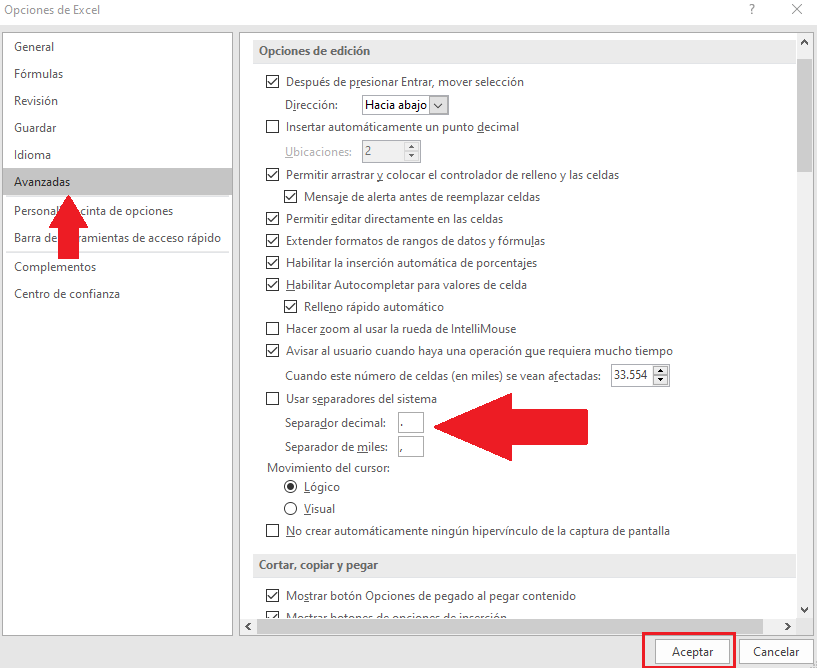 Opciones de Excel
?
General
Fórmulas
Revisión
Guardar
Idioma
Avanzadas
cinta de opciones
Barra de acceso rápido
Complementos
Centro de confianza
Opciones de edición
Después de presionar Entrar, mover selección
Dirección: Hacia abajo
Insertar automáticamente un punto decimal
Ubicaciones: 2
Permitir arrastrar y colocar el controlador de relleno y las celdas
Mensaje de alerta antes de reemplazar celdas
Permitir editar directamente en las celdas
Extender formatos de rangos de datos y fórmulas
Habilitar la inserción automática de porcentajes
Habilitar Autocompletar para valores de celda
Relleno rápido automático
Hacer zoom al usar la rueda de IntelliMouse
Avisar al usuario cuando haya una operación que requiera mucho tiempo
Cuando este número de celdas (en miles) se vean afectadas: 33.554
Usar separadores del sistema
Separador decimal: .
Separador de miles: ,
Movimiento del cursor:
Lógico
Visual
No crear automáticamente ningún hipervínculo de la captura de pantalla
Cortar, copiar y pegar
Mostrar botón Opciones de pegado al pegar contenido
Mostrar botones de opciones de inserción
Aceptar
Cancelar